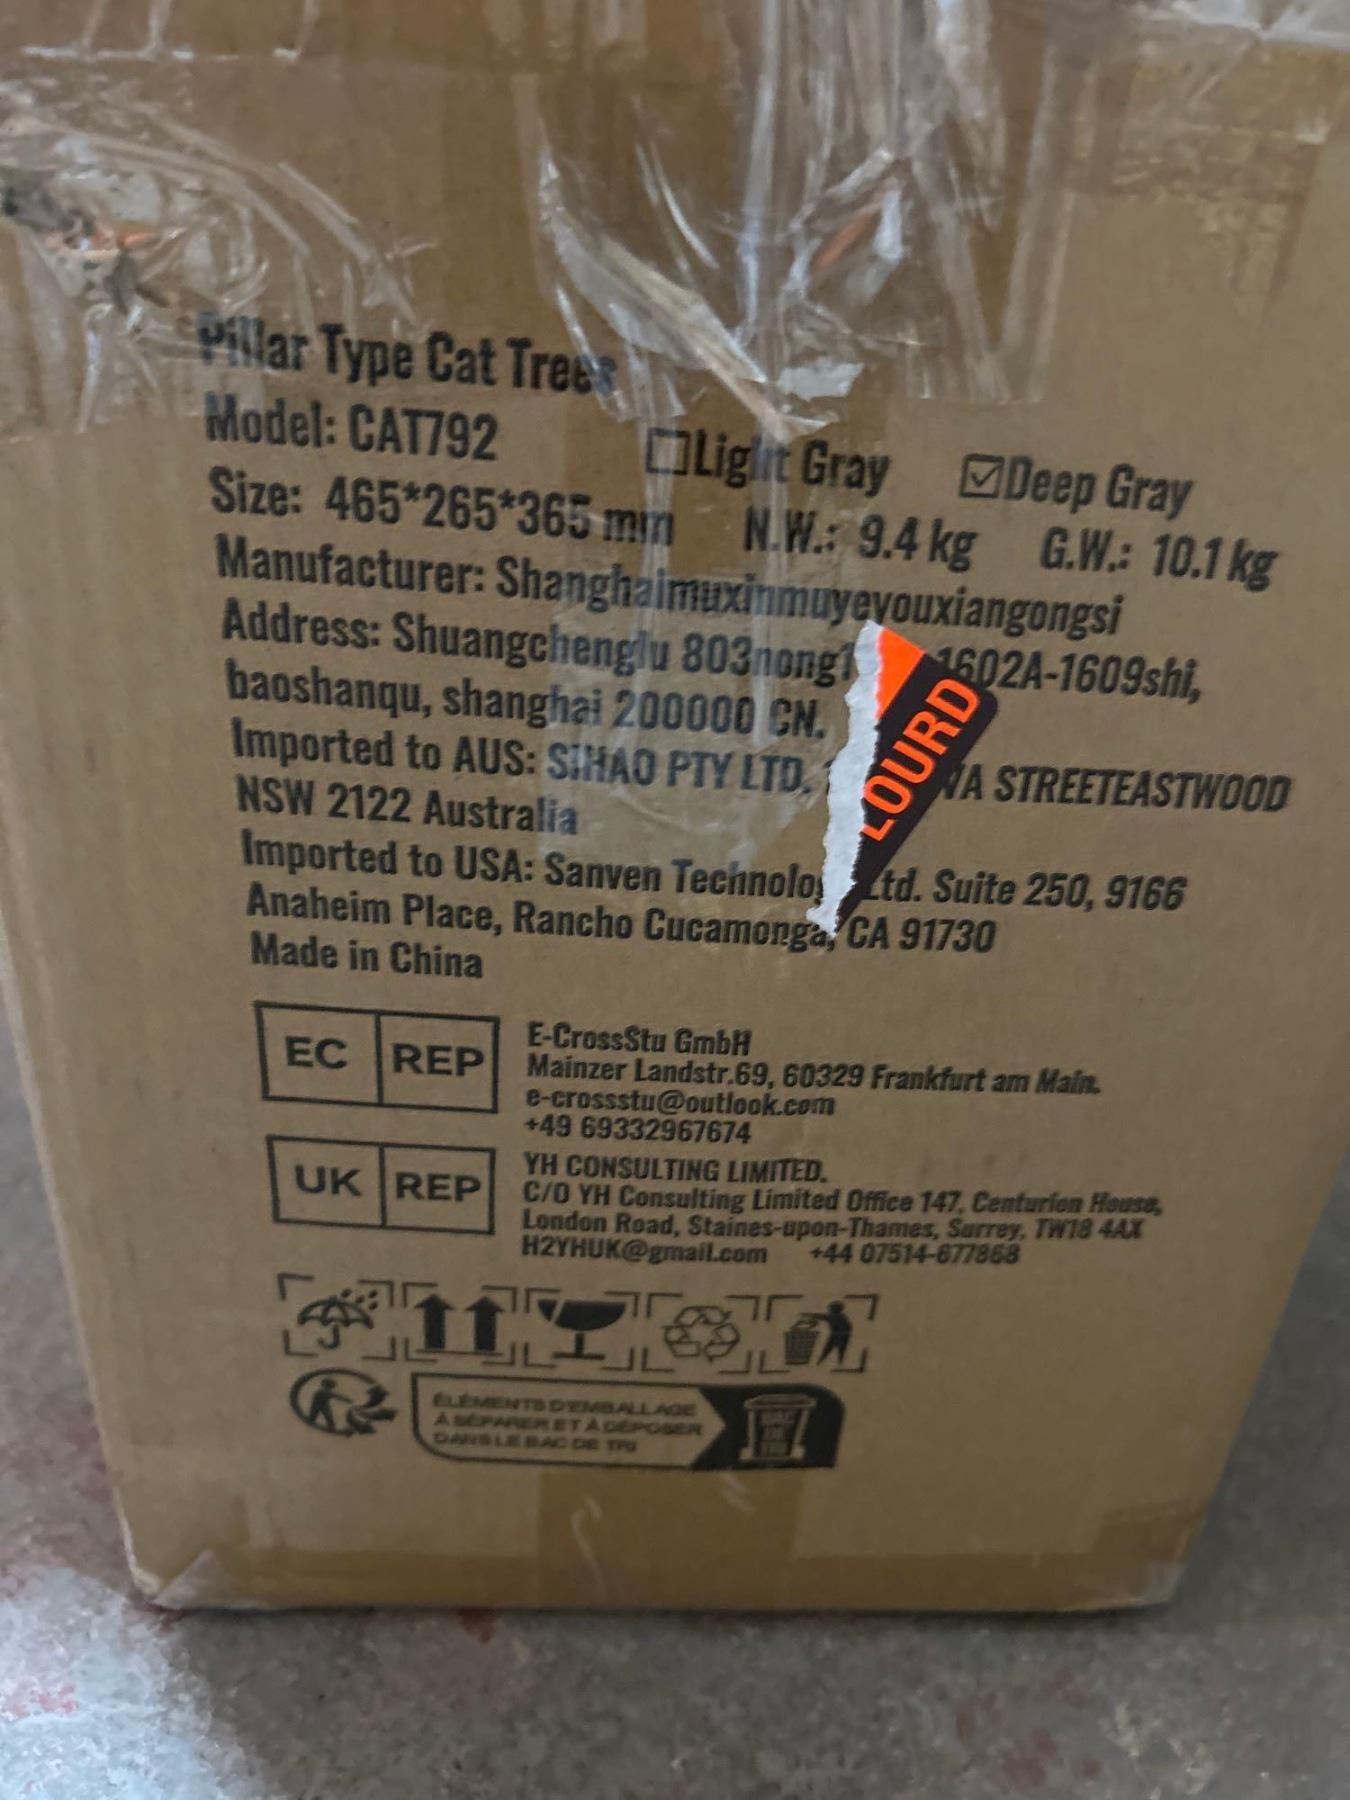 Pillar Type Cat Trees
Model: CAT792 Light Gray Deep Gray
Size: 465*265*365 mm N.W.: 9.4 kg G.W.: 10.1 kg
Manufacturer: Shanghaimuxinmuyeyouxiangongsi
Address: Shuangchenglu 803nong1 1602A-1609shi,
baoshanqu, shanghai 200000 CN.
Imported to AUS: SIHAO PTY LTD. STREETEASTWOOD
NSW 2122 Australia
Imported to USA: Sanven Ltd. Suite 250, 9166
Anaheim Place, Rancho Cucamonga, CA 91730
Made in China
LOURD
EC REP
E-CrossStu GmbH
Mainzer Landstr.69, 60329 Frankfurt am Main.
e-crossstu@outlook.com
+49 69332967674
UK REP
YH CONSULTING LIMITED.
C/O YH Consulting Limited Office 147, Centurion House,
London Road, Staines-upon-Thames, Surrey, TW18 4AX
H2YHUK@gmail.com +44 07514-677868
ÉLÉMENTS D'EMBALLAGE
À SÉPARER ET À DÉPOSER
DANS LE BAC DE TRI
BAC
DE
TRI